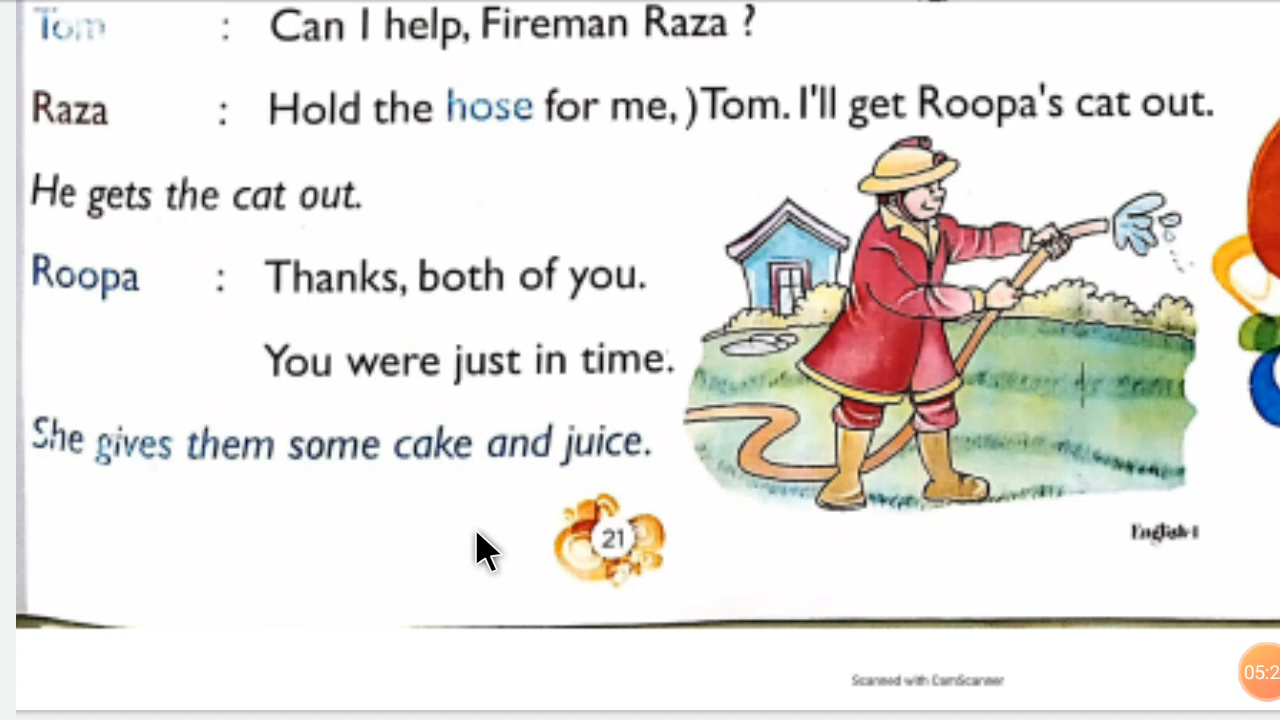 Tom : Can I help, Fireman Raza ?
Raza : Hold the hose for me, )Tom. I'll get Roopa's cat out.
He gets the cat out.
Roopa : Thanks, both of you.
You were just in time.
She gives them some cake and juice.
21
English-1
Scanned with CamScanner
05:2